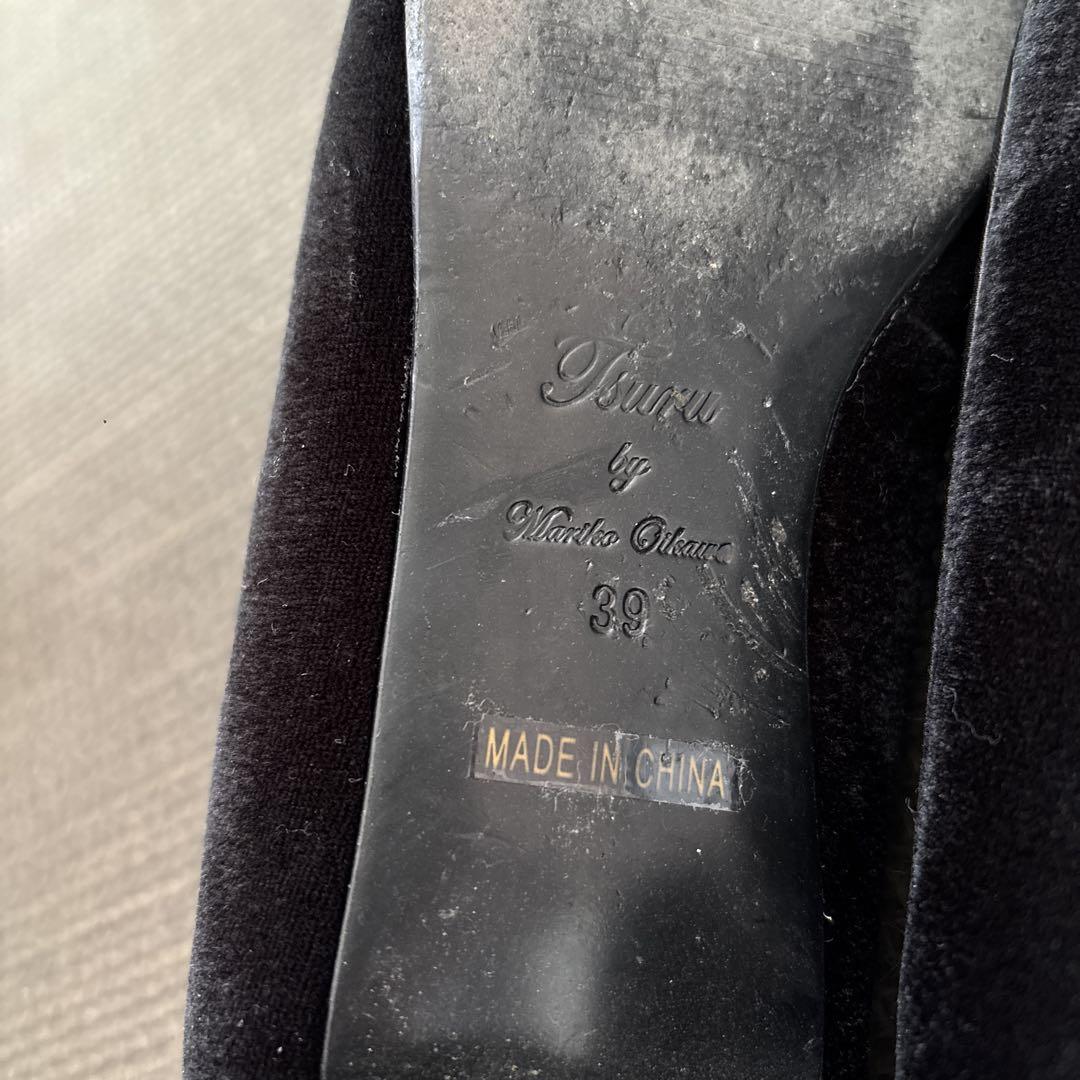 Tsuru
by
Mariko Oikawa
39
MADE IN CHINA